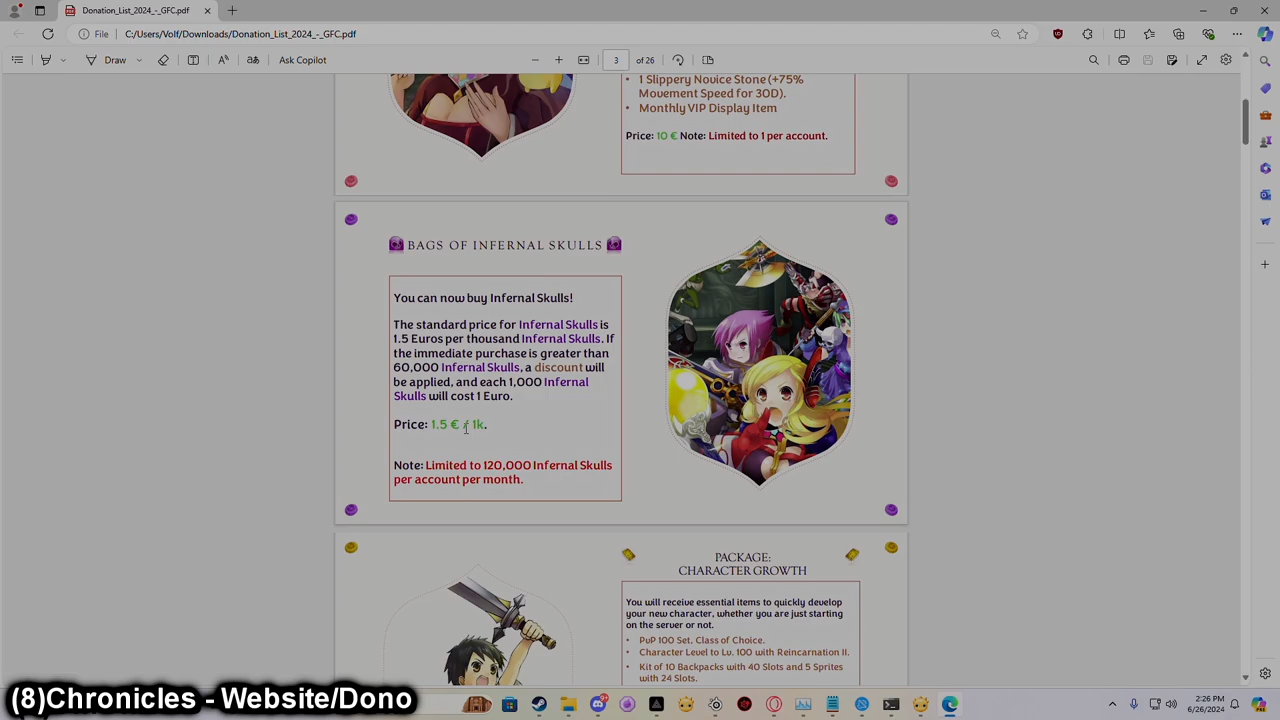 Donation_List_2024_-_GFC.pdf
File
C:/Users/Volf/Downloads/Donation_List_2024_-_GFC.pdf
Draw
Ask Copilot
3 of 26
• 1 Slippery Novice Stone (+75%
Movement Speed for 30D).
• Monthly VIP Display Item
Price: 10 € Note: Limited to 1 per account.
BAGS OF INFERNAL SKULLS
You can now buy Infernal Skulls!
The standard price for Infernal Skulls is
1.5 Euros per thousand Infernal Skulls. If
the immediate purchase is greater than
60,000 Infernal Skulls, a discount will
be applied, and each 1,000 Infernal
Skulls will cost 1 Euro.
Price: 1.5 € / 1k.
Note: Limited to 120,000 Infernal Skulls
per account per month.
PACKAGE:
CHARACTER GROWTH
You will receive essential items to quickly develop
your new character, whether you are just starting
on the server or not.
• PvP 100 Set, Class of Choice.
• Character Level to Lv. 100 with Reincarnation II.
• Kit of 10 Backpacks with 40 Slots and 5 Sprites
with 24 Slots.
(8)Chronicles - Website/Dono
2:26 PM
6/26/2024